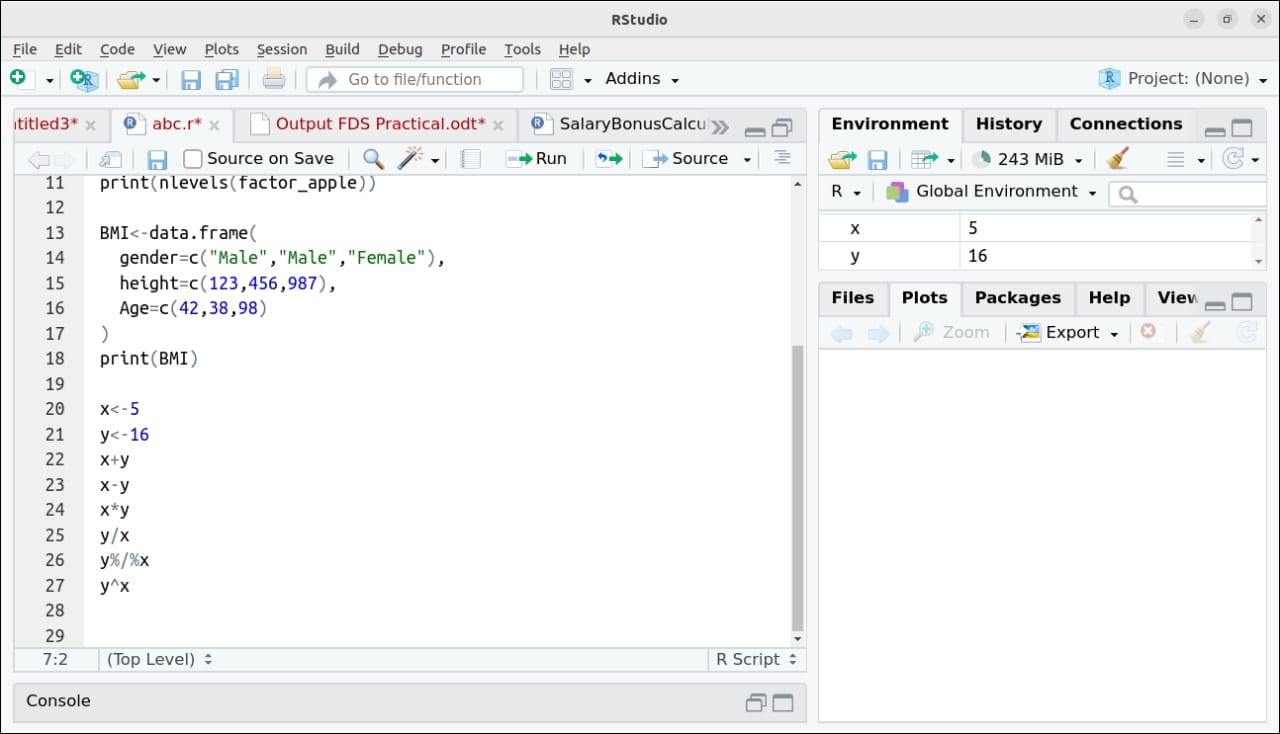 RStudio
File Edit Code View Plots Session Build Debug Profile Tools Help
Go to file/function Addins Project: (None)
ntitled3* abc.r* Output FDS Practical.odt* SalaryBonusCalcu
Source on Save Run Source
11 print(nlevels(factor_apple))
12
13 BMI<-data.frame(
14 gender=c("Male","Male","Female"),
15 height=c(123,456,987),
16 Age=c(42,38,98)
17 )
18 print(BMI)
19
20 x<-5
21 y<-16
22 x+y
23 x-y
24 x*y
25 y/x
26 y%/%x
27 y^x
28
29
7:2 (Top Level) R Script
Console
Environment History Connections
243 MiB
R Global Environment
x 5
y 16
Files Plots Packages Help View
Zoom Export